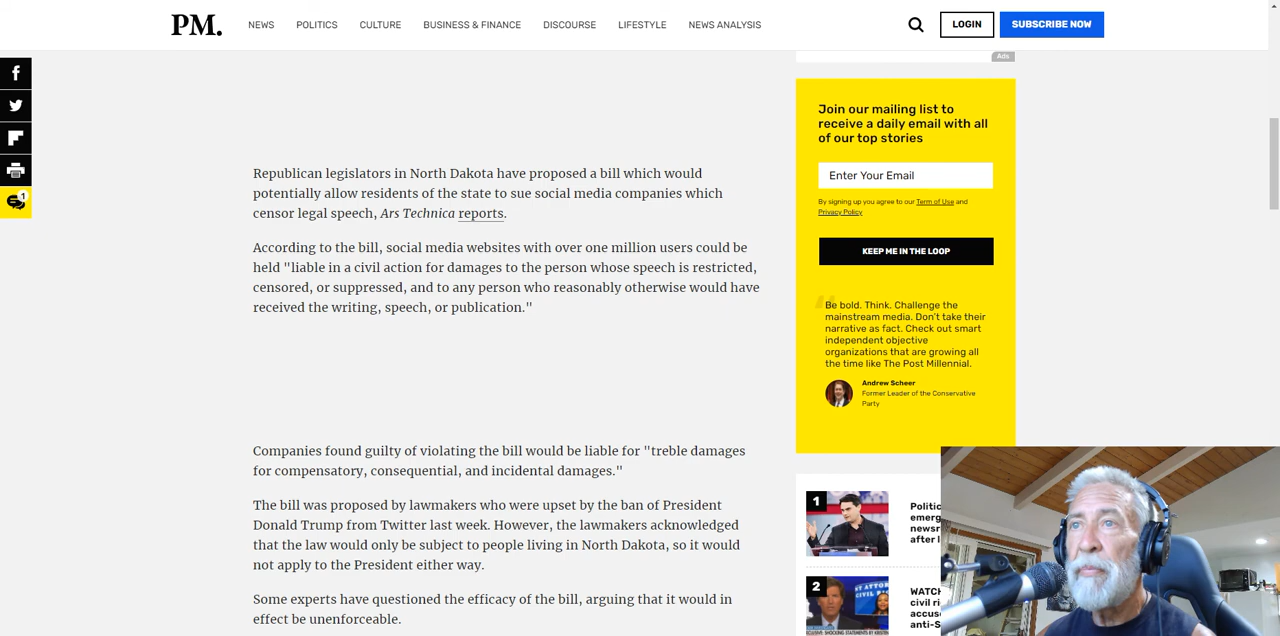 PM.
NEWS
POLITICS
CULTURE
BUSINESS & FINANCE
DISCOURSE
LIFESTYLE
NEWS ANALYSIS
LOGIN
SUBSCRIBE NOW
1
Republican legislators in North Dakota have proposed a bill which would
potentially allow residents of the state to sue social media companies which
censor legal speech, Ars Technica reports.
According to the bill, social media websites with over one million users could be
held "liable in a civil action for damages to the person whose speech is restricted,
censored, or suppressed, and to any person who reasonably otherwise would have
received the writing, speech, or publication."
Companies found guilty of violating the bill would be liable for "treble damages
for compensatory, consequential, and incidental damages."
The bill was proposed by lawmakers who were upset by the ban of President
Donald Trump from Twitter last week. However, the lawmakers acknowledged
that the law would only be subject to people living in North Dakota, so it would
not apply to the President either way.
Some experts have questioned the efficacy of the bill, arguing that it would in
effect be unenforceable.
Ads
Join our mailing list to
receive a daily email with all
of our top stories
Enter Your Email
By signing up you agree to our Term of Use and
Privacy Policy
KEEP ME IN THE LOOP
Be bold. Think. Challenge the
mainstream media. Don't take their
narrative as fact. Check out smart
independent objective
organizations that are growing all
the time like The Post Millennial.
Andrew Scheer
Former Leader of the Conservative
Party
1
Politic
emerg
newsr
after l
2
WATC
civil ri
accuse
anti-S